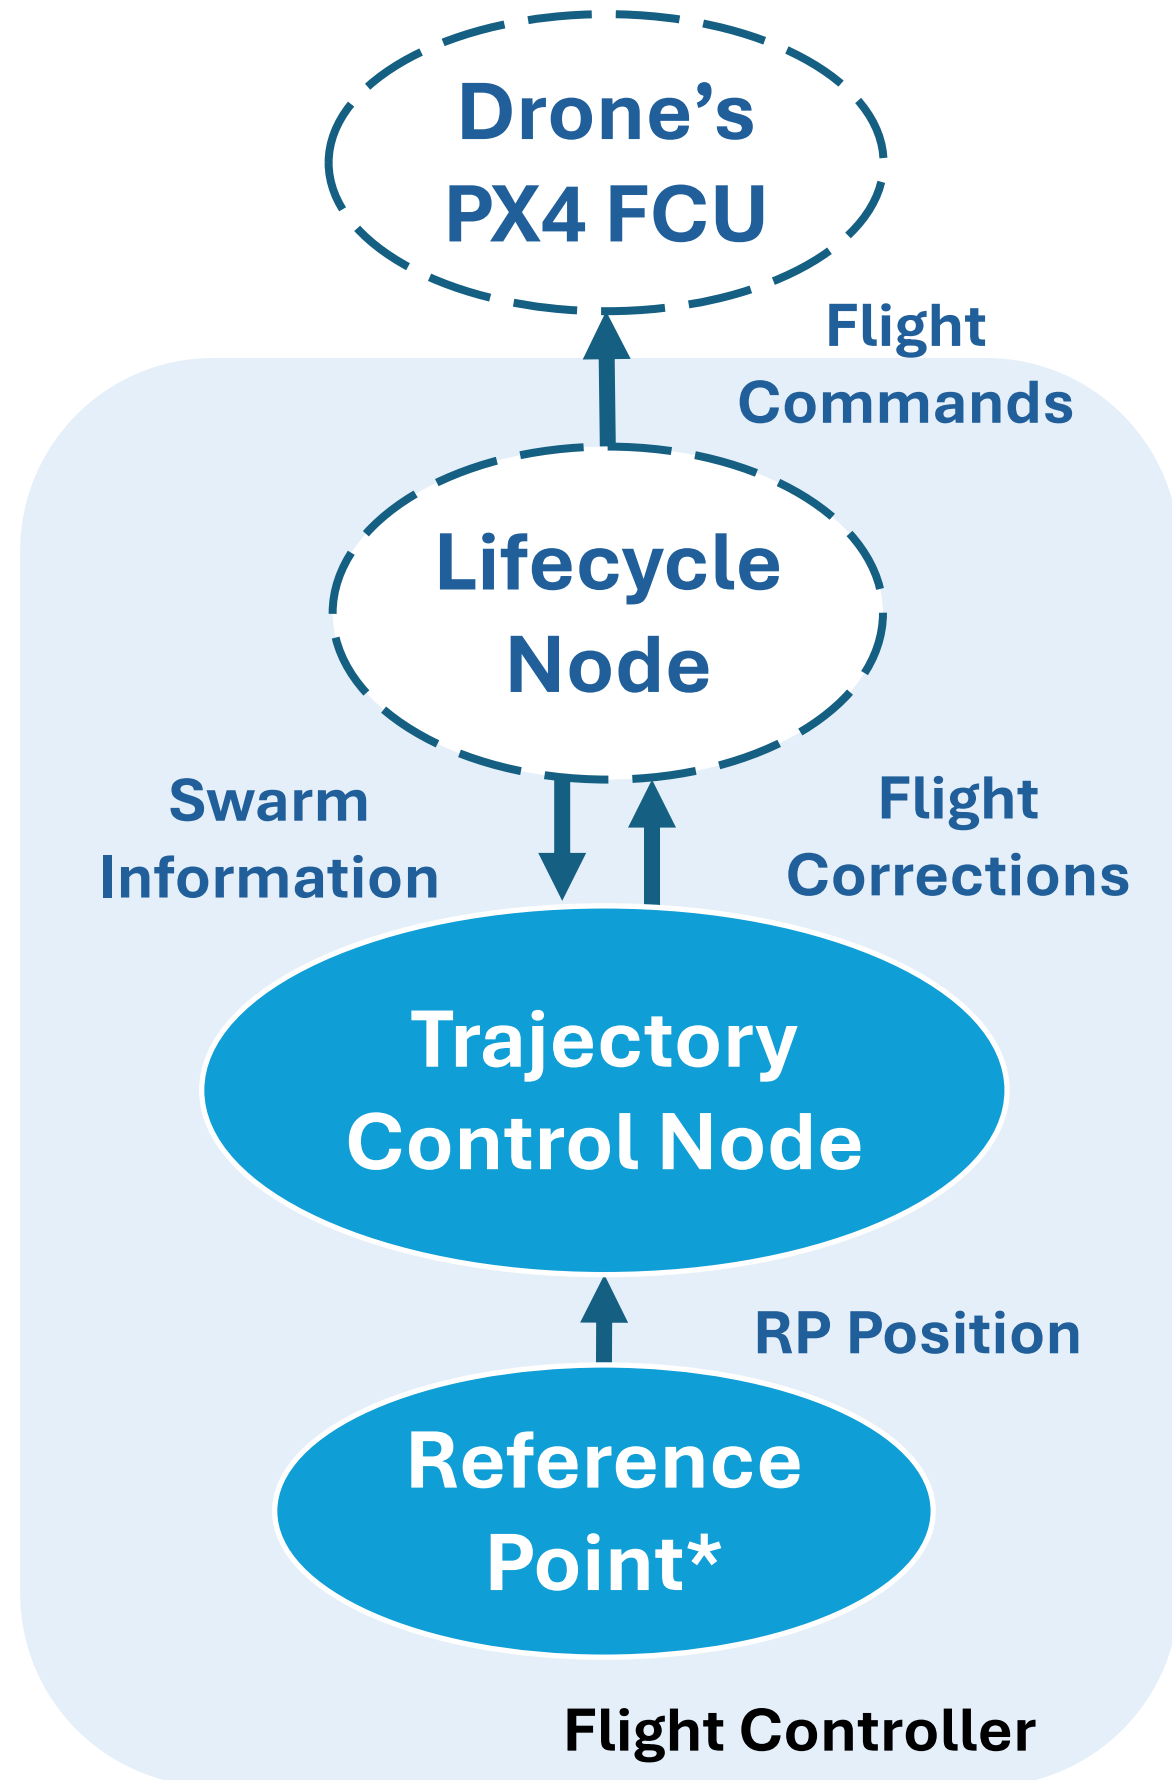 Drone’s
PX4 FCU
Flight
Commands
Lifecycle
Node
Swarm
Information
Flight
Corrections
Trajectory
Control Node
RP Position
Reference
Point*
Flight Controller